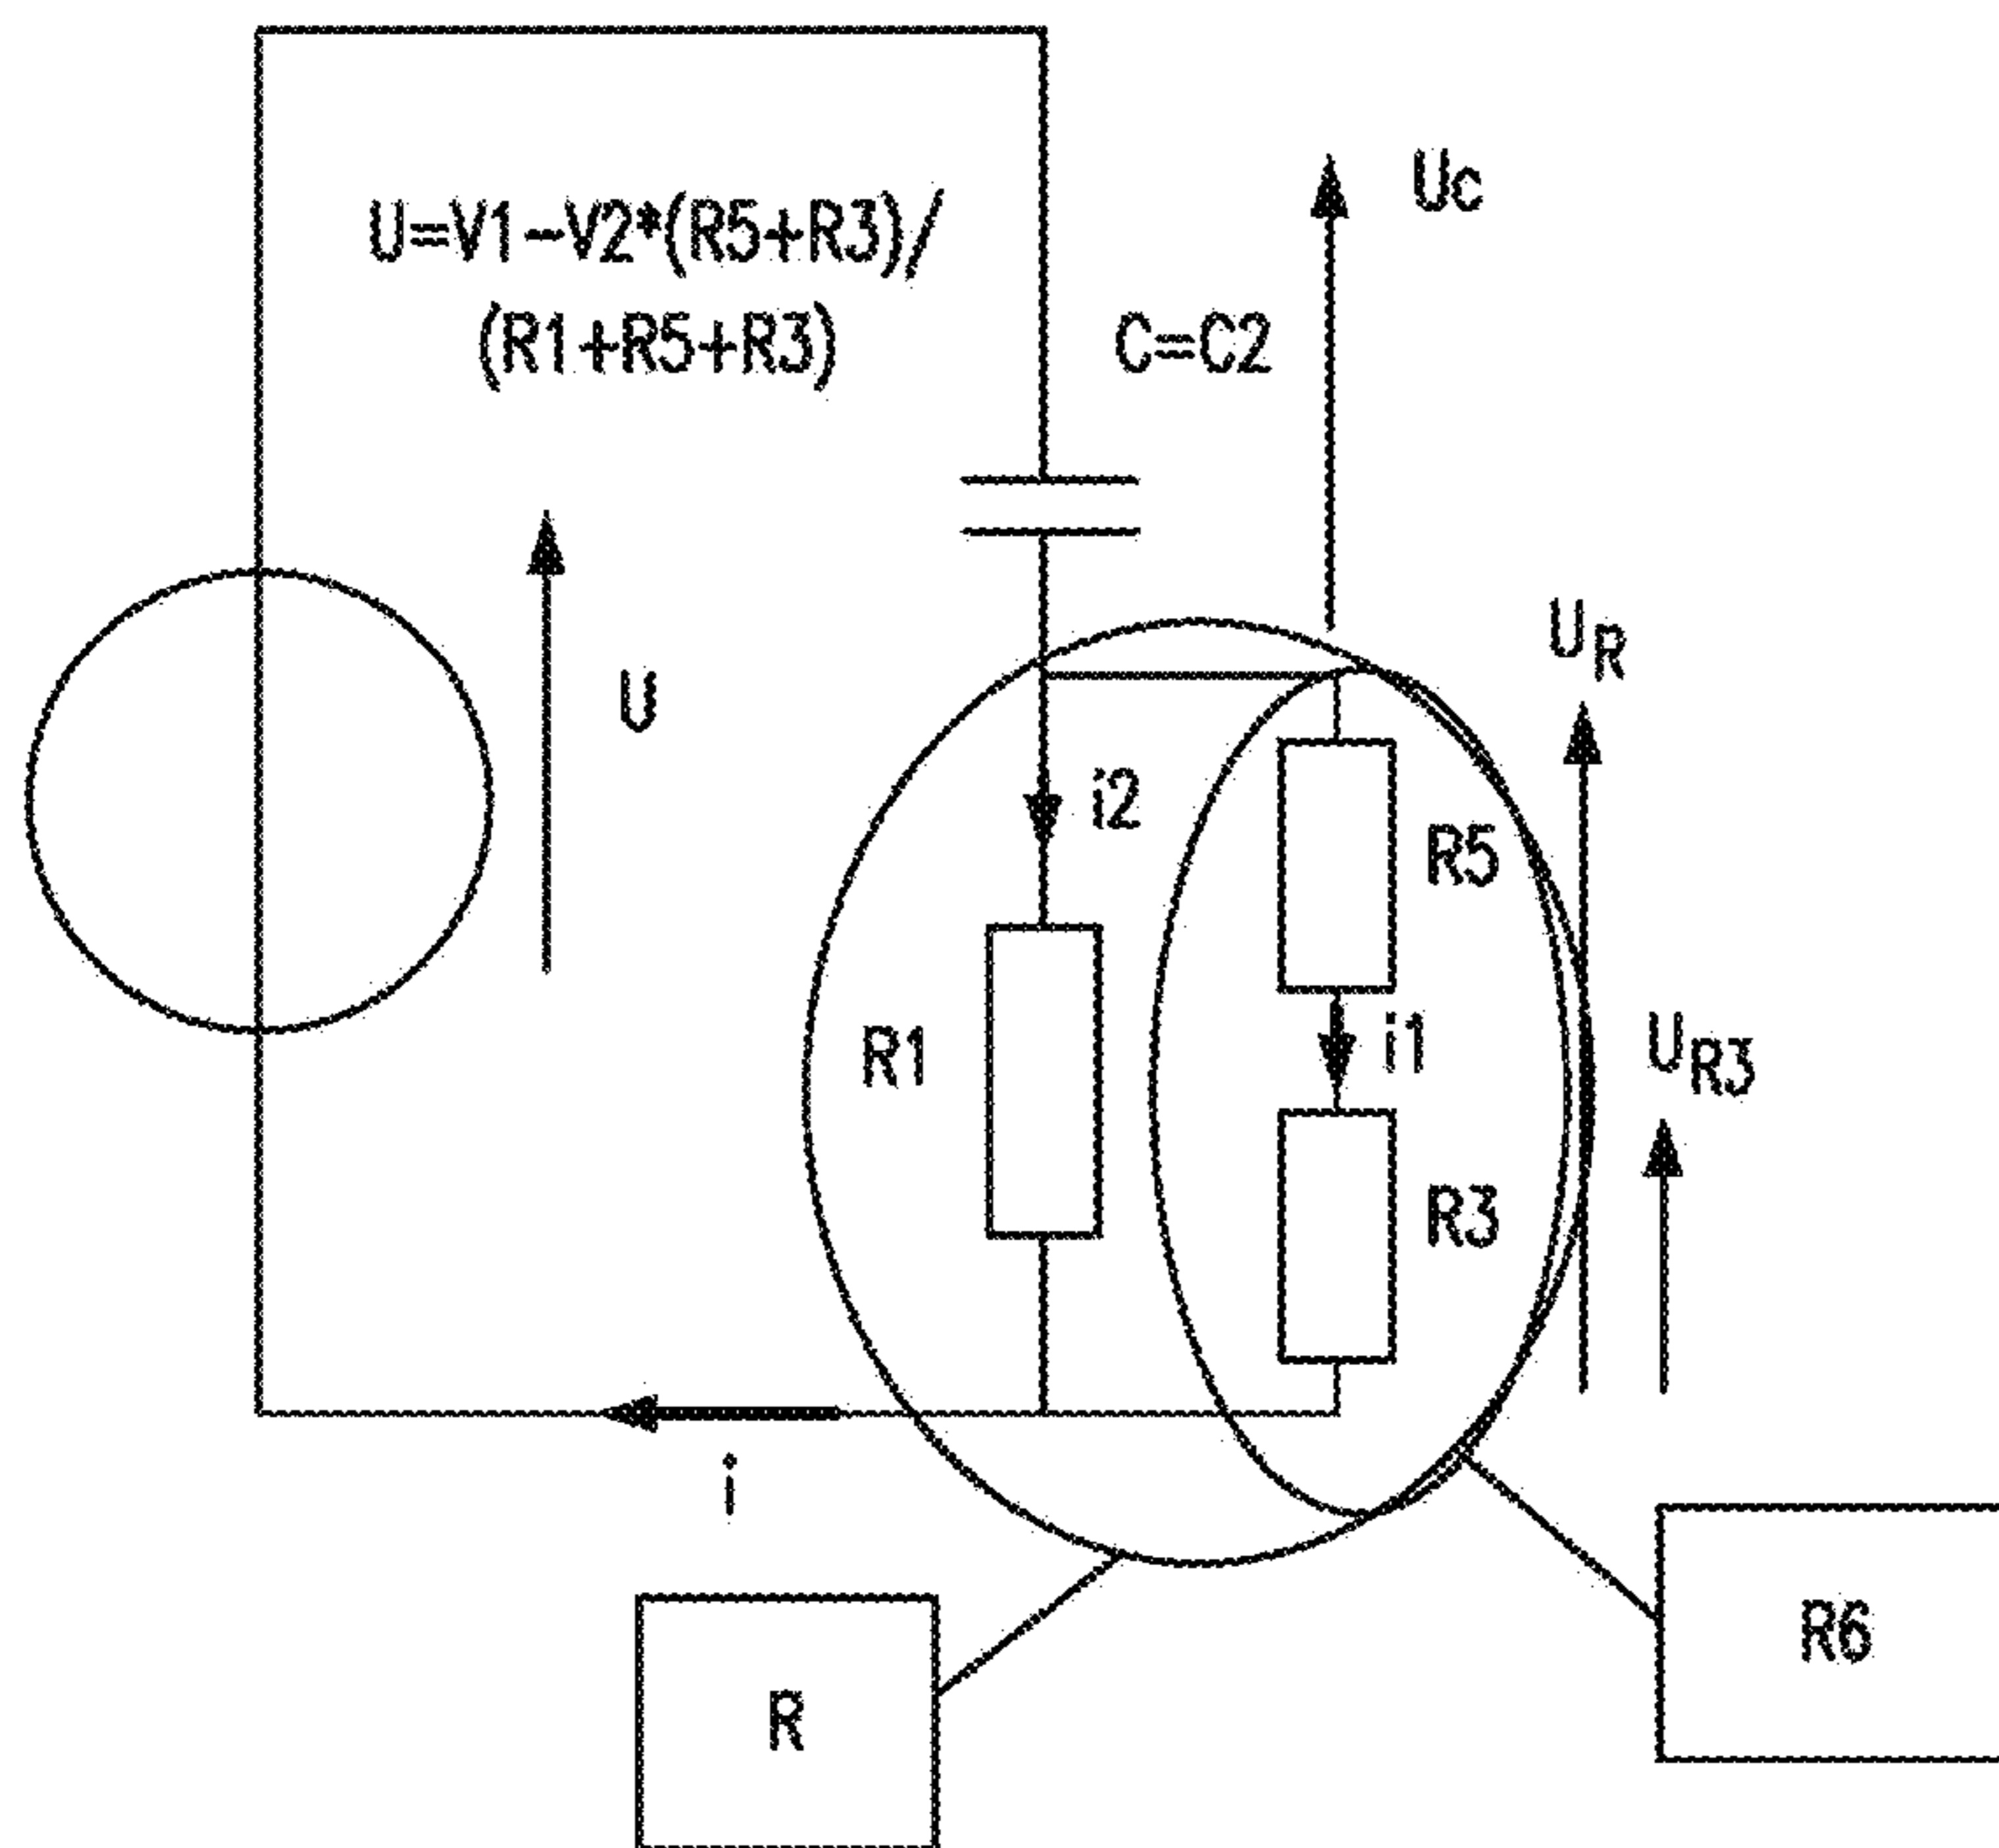 U=V1-V2*(R5+R3)/
(R1+R5+R3)
Uc
C=C2
U
UR
i2
R5
R1
i1
UR3
R3
i
R
R6